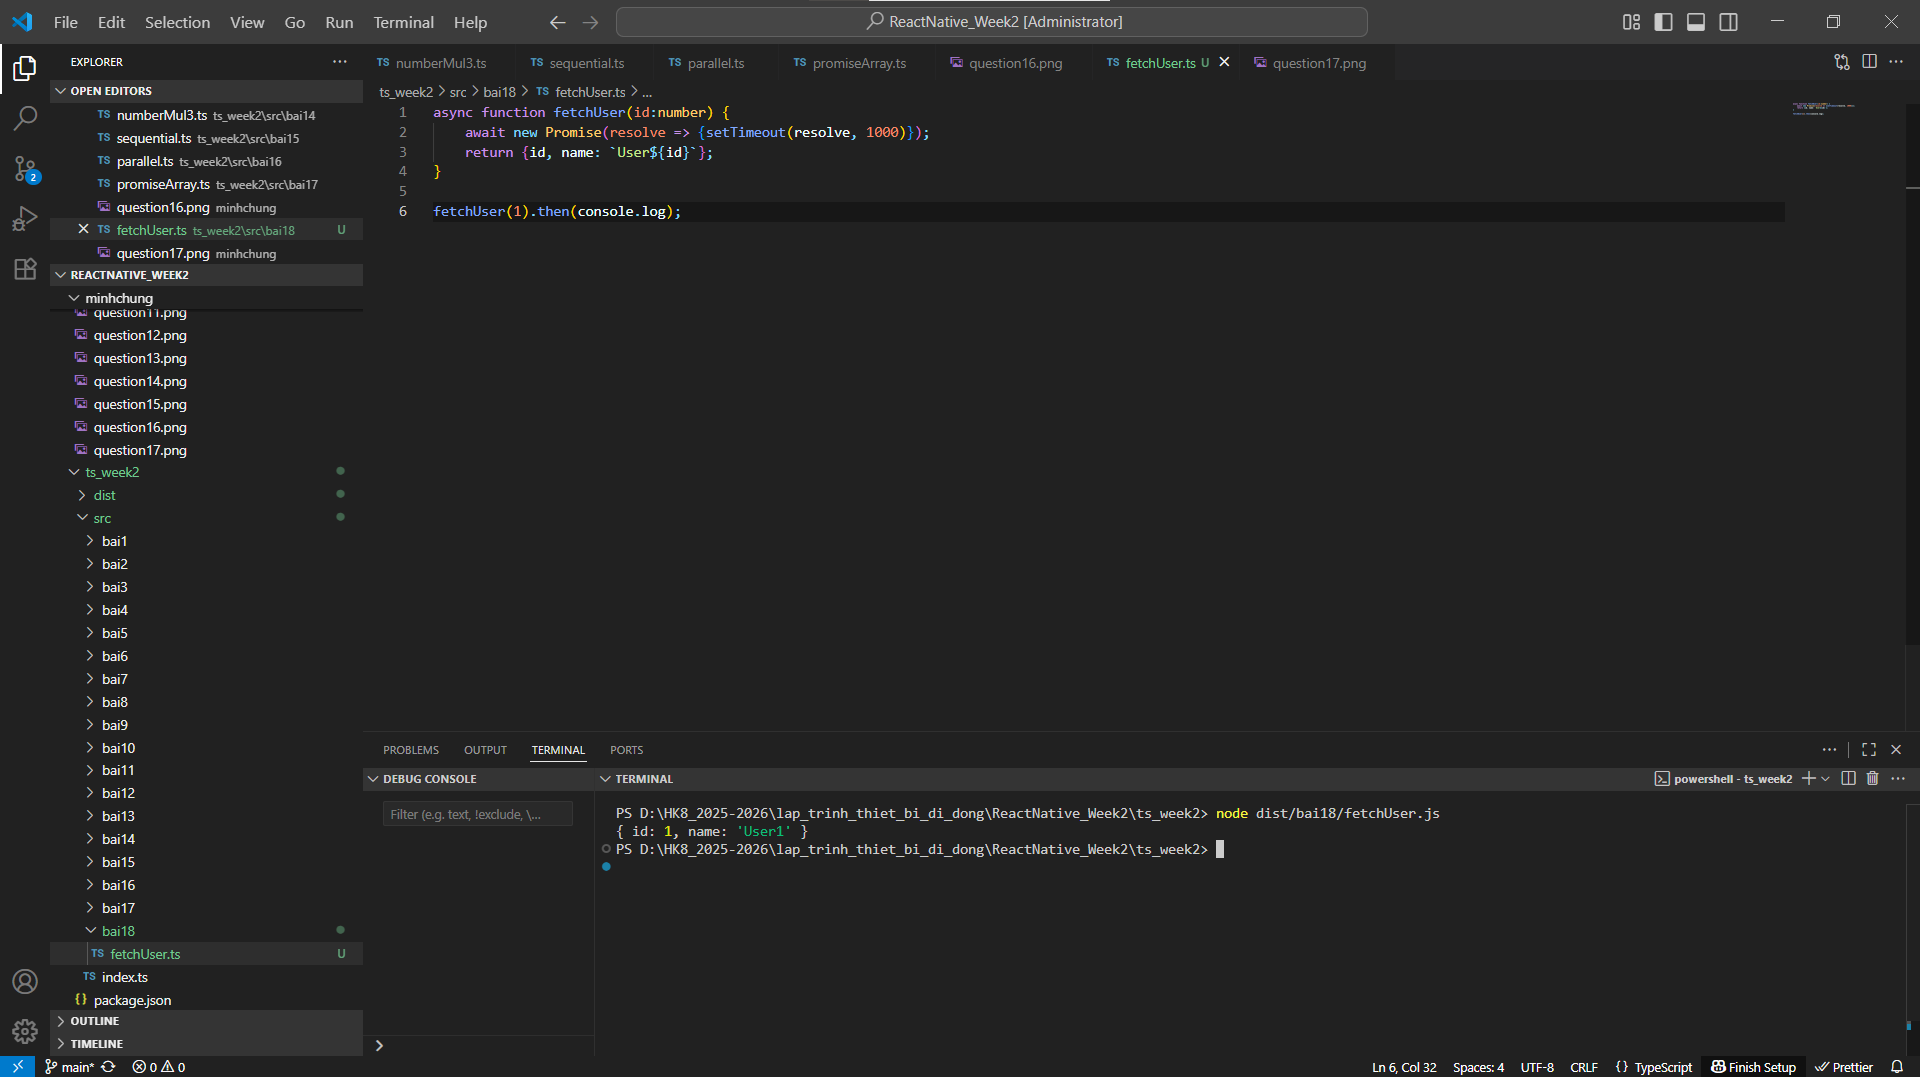 File Edit Selection View Go Run Terminal Help
ReactNative_Week2 [Administrator]
EXPLORER
OPEN EDITORS
TS numberMul3.ts ts_week2\src\bai14
TS sequential.ts ts_week2\src\bai15
TS parallel.ts ts_week2\src\bai16
TS promiseArray.ts ts_week2\src\bai17
question16.png minhchung
TS fetchUser.ts ts_week2\src\bai18 U
question17.png minhchung
REACTNATIVE_WEEK2
minhchung
question11.png
question12.png
question13.png
question14.png
question15.png
question16.png
question17.png
ts_week2
dist
src
bai1
bai2
bai3
bai4
bai5
bai6
bai7
bai8
bai9
bai10
bai11
bai12
bai13
bai14
bai15
bai16
bai17
bai18
TS fetchUser.ts U
TS index.ts
{} package.json
OUTLINE
TIMELINE
TS numberMul3.ts TS sequential.ts TS parallel.ts TS promiseArray.ts question16.png TS fetchUser.ts U question17.png
ts_week2 > src > bai18 > TS fetchUser.ts > ...
1 async function fetchUser(id:number) {
2 await new Promise(resolve => {setTimeout(resolve, 1000)});
3 return {id, name: `User${id}`};
4 }
5
6 fetchUser(1).then(console.log);
PROBLEMS OUTPUT TERMINAL PORTS
DEBUG CONSOLE
Filter (e.g. text, !exclude, \...
TERMINAL
powershell - ts_week2
PS D:\HK8_2025-2026\lap_trinh_thiet_bi_di_dong\ReactNative_Week2\ts_week2> node dist/bai18/fetchUser.js
{ id: 1, name: 'User1' }
PS D:\HK8_2025-2026\lap_trinh_thiet_bi_di_dong\ReactNative_Week2\ts_week2>
2
main* 0 0
Ln 6, Col 32 Spaces: 4 UTF-8 CRLF {} TypeScript Finish Setup Prettier